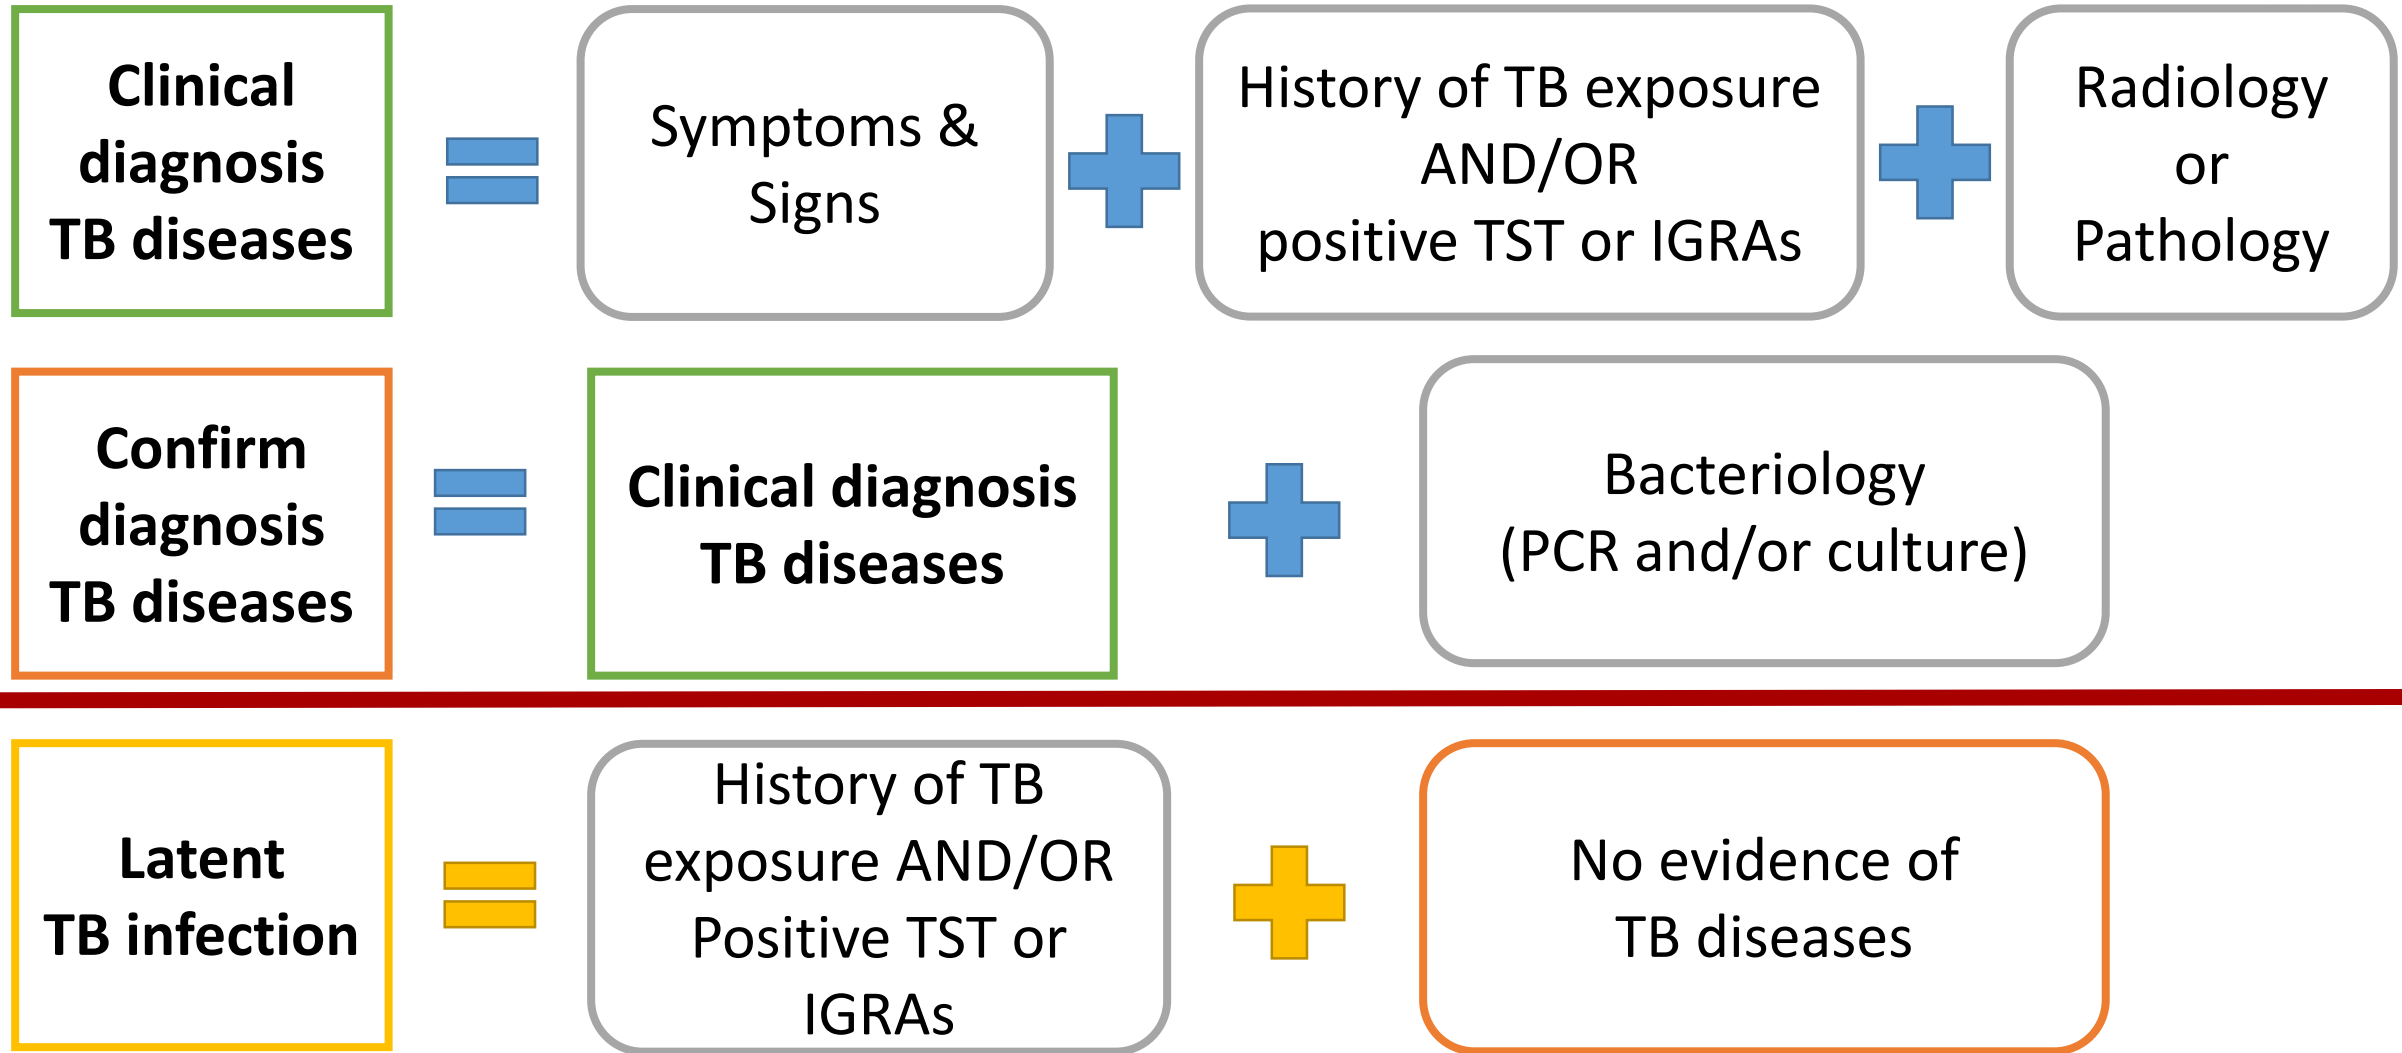 Clinical
diagnosis
TB diseases
Symptoms &
Signs
History of TB exposure
AND/OR
positive TST or IGRAs
Radiology
or
Pathology
Confirm
diagnosis
TB diseases
Clinical diagnosis
TB diseases
Bacteriology
(PCR and/or culture)
Latent
TB infection
History of TB
exposure AND/OR
Positive TST or
IGRAs
No evidence of
TB diseases